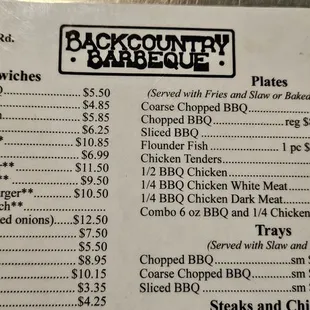 Rd.
BACKCOUNTRY
BARBEQUE
wiches
$5.50
$4.85
$5.85
$6.25
$10.85
$6.99
** $11.50
** $9.50
rger** $10.50
ch**
ed onions) $12.50
$7.50
$5.50
$8.95
$10.15
$3.35
$4.25
Plates
(Served with Fries and Slaw or Baked
Coarse Chopped BBQ
Chopped BBQ reg $
Sliced BBQ
Flounder Fish 1 pc $
Chicken Tenders
1/2 BBQ Chicken
1/4 BBQ Chicken White Meat
1/4 BBQ Chicken Dark Meat
Combo 6 oz BBQ and 1/4 Chicken
Trays
(Served with Slaw and
Chopped BBQ sm $
Coarse Chopped BBQ sm $
Sliced BBQ sm $
Steaks and Chi